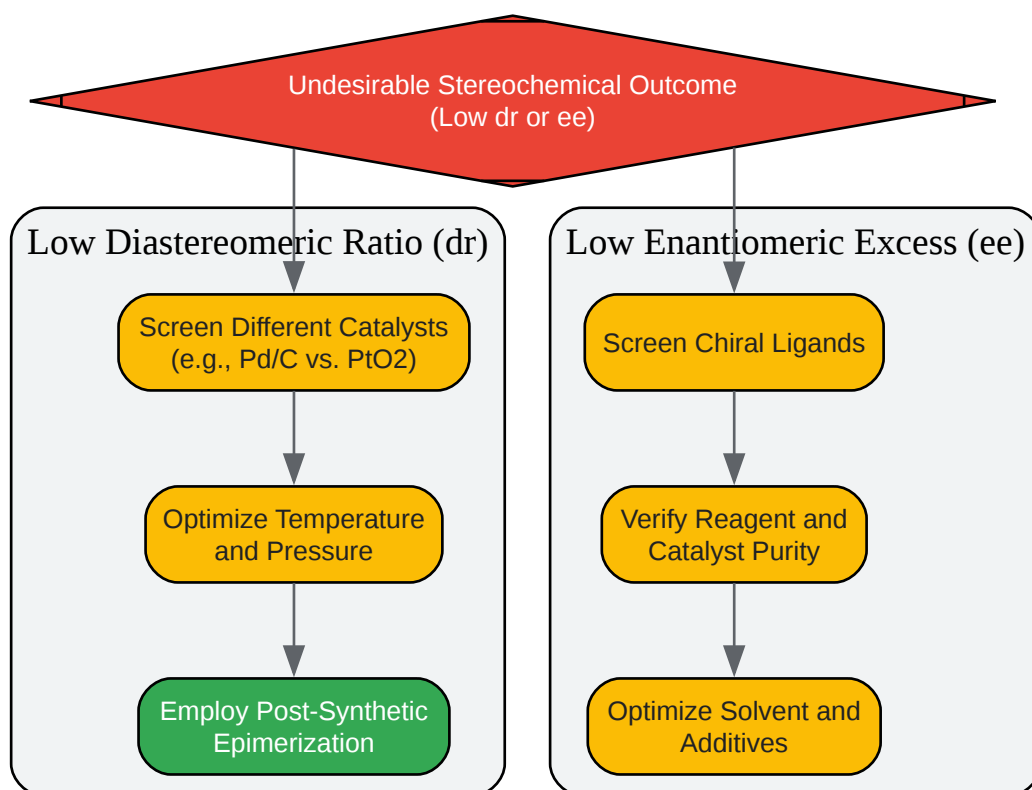 Undesirable Stereochemical Outcome
(Low dr or ee)
Low Diastereomeric Ratio (dr)
Screen Different Catalysts
(e.g., Pd/C vs. PtO2)
Optimize Temperature
and Pressure
Employ Post-Synthetic
Epimerization
Low Enantiomeric Excess (ee)
Screen Chiral Ligands
Verify Reagent and
Catalyst Purity
Optimize Solvent and
Additives